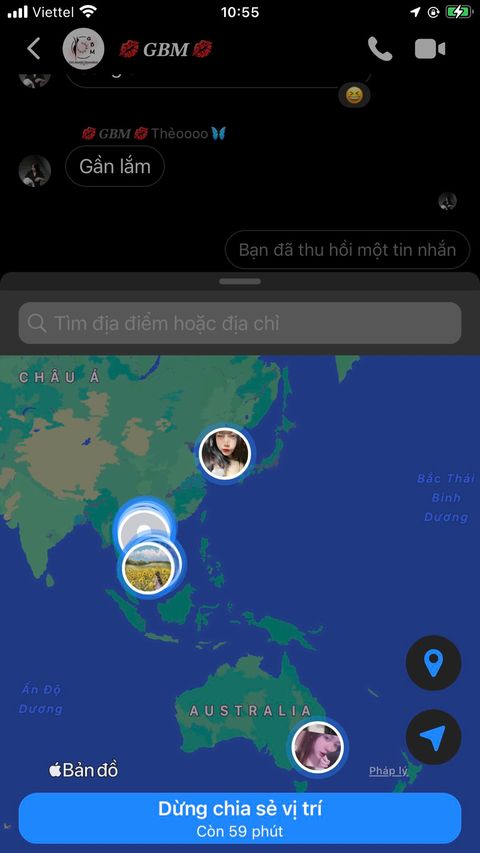 Viettel 10:55
💋 GBM 💋
💋 GBM 💋 Thèoooo 🦋
Gần lắm
Bạn đã thu hồi một tin nhắn
Tìm địa điểm hoặc địa chỉ
CHÂU Á
Bắc Thái
Bình
Dương
Ấn Độ
Dương
AUSTRALIA
Bản đồ
Pháp lý
Dừng chia sẻ vị trí
Còn 59 phút